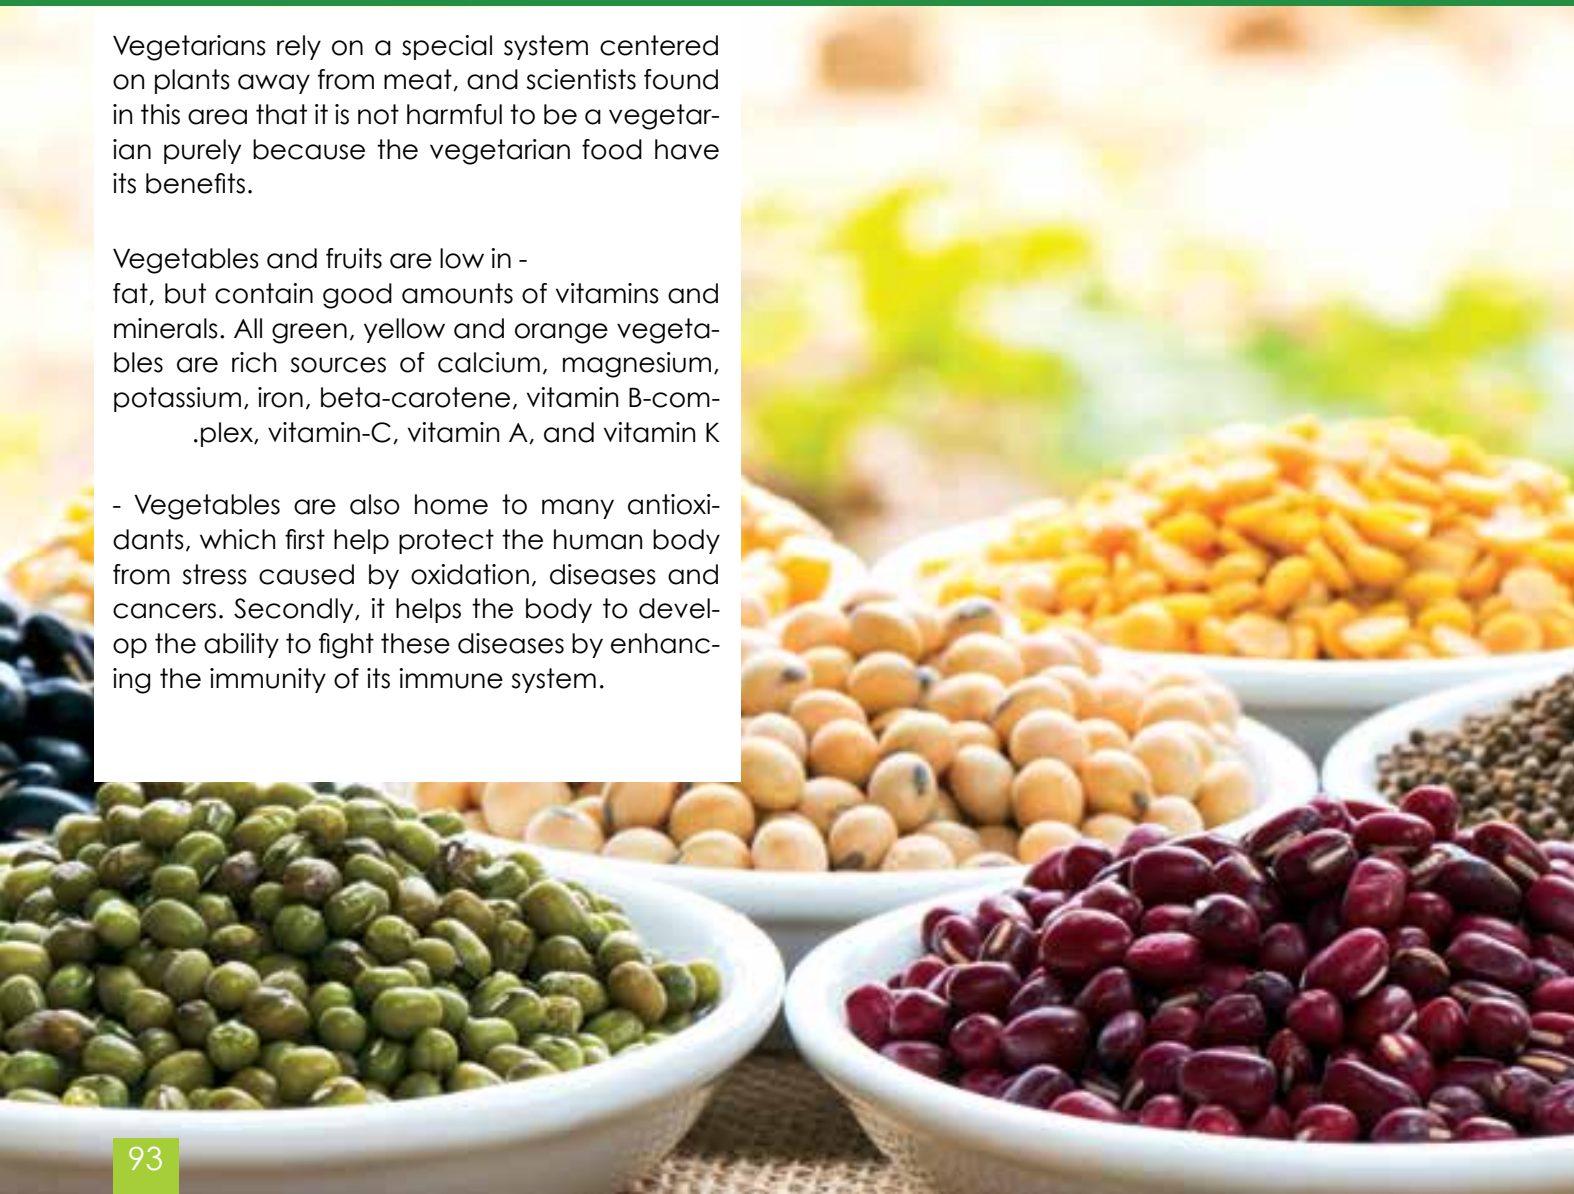 Vegetarians rely on a special system centered
on plants away from meat, and scientists found
in this area that it is not harmful to be a vegetar-
ian purely because the vegetarian food have
its benefits.
Vegetables and fruits are low in -
fat, but contain good amounts of vitamins and
minerals. All green, yellow and orange vegeta-
bles are rich sources of calcium, magnesium,
potassium, iron, beta-carotene, vitamin B-com-
.plex, vitamin-C, vitamin A, and vitamin K
- Vegetables are also home to many antioxi-
dants, which first help protect the human body
from stress caused by oxidation, diseases and
cancers. Secondly, it helps the body to devel-
op the ability to fight these diseases by enhanc-
ing the immunity of its immune system.
93